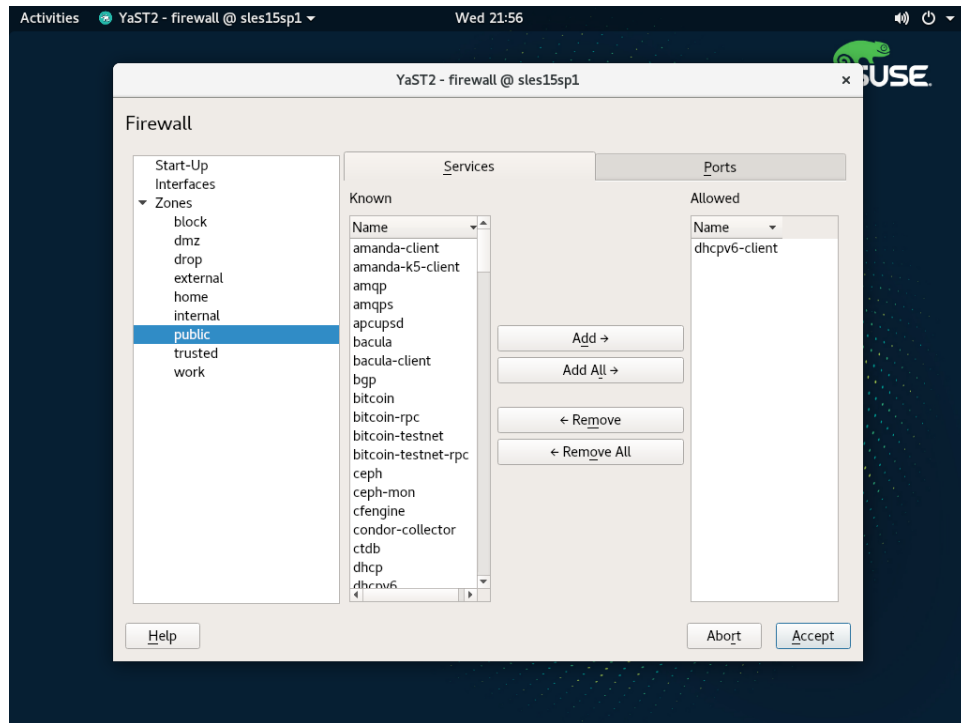 Activities YaST2 - firewall @ sles15sp1 Wed 21:56
SUSE
YaST2 - firewall @ sles15sp1 ×
Firewall
Start-Up
Interfaces
Zones
block
dmz
drop
external
home
internal
public
trusted
work
Services
Ports
Known
Name
amanda-client
amanda-k5-client
amqp
amqps
apcupsd
bacula
bacula-client
bgp
bitcoin
bitcoin-rpc
bitcoin-testnet
bitcoin-testnet-rpc
ceph
ceph-mon
cfengine
condor-collector
ctdb
dhcp
dhcpv6
Add →
Add All →
← Remove
← Remove All
Allowed
Name
dhcpv6-client
Help
Abort
Accept